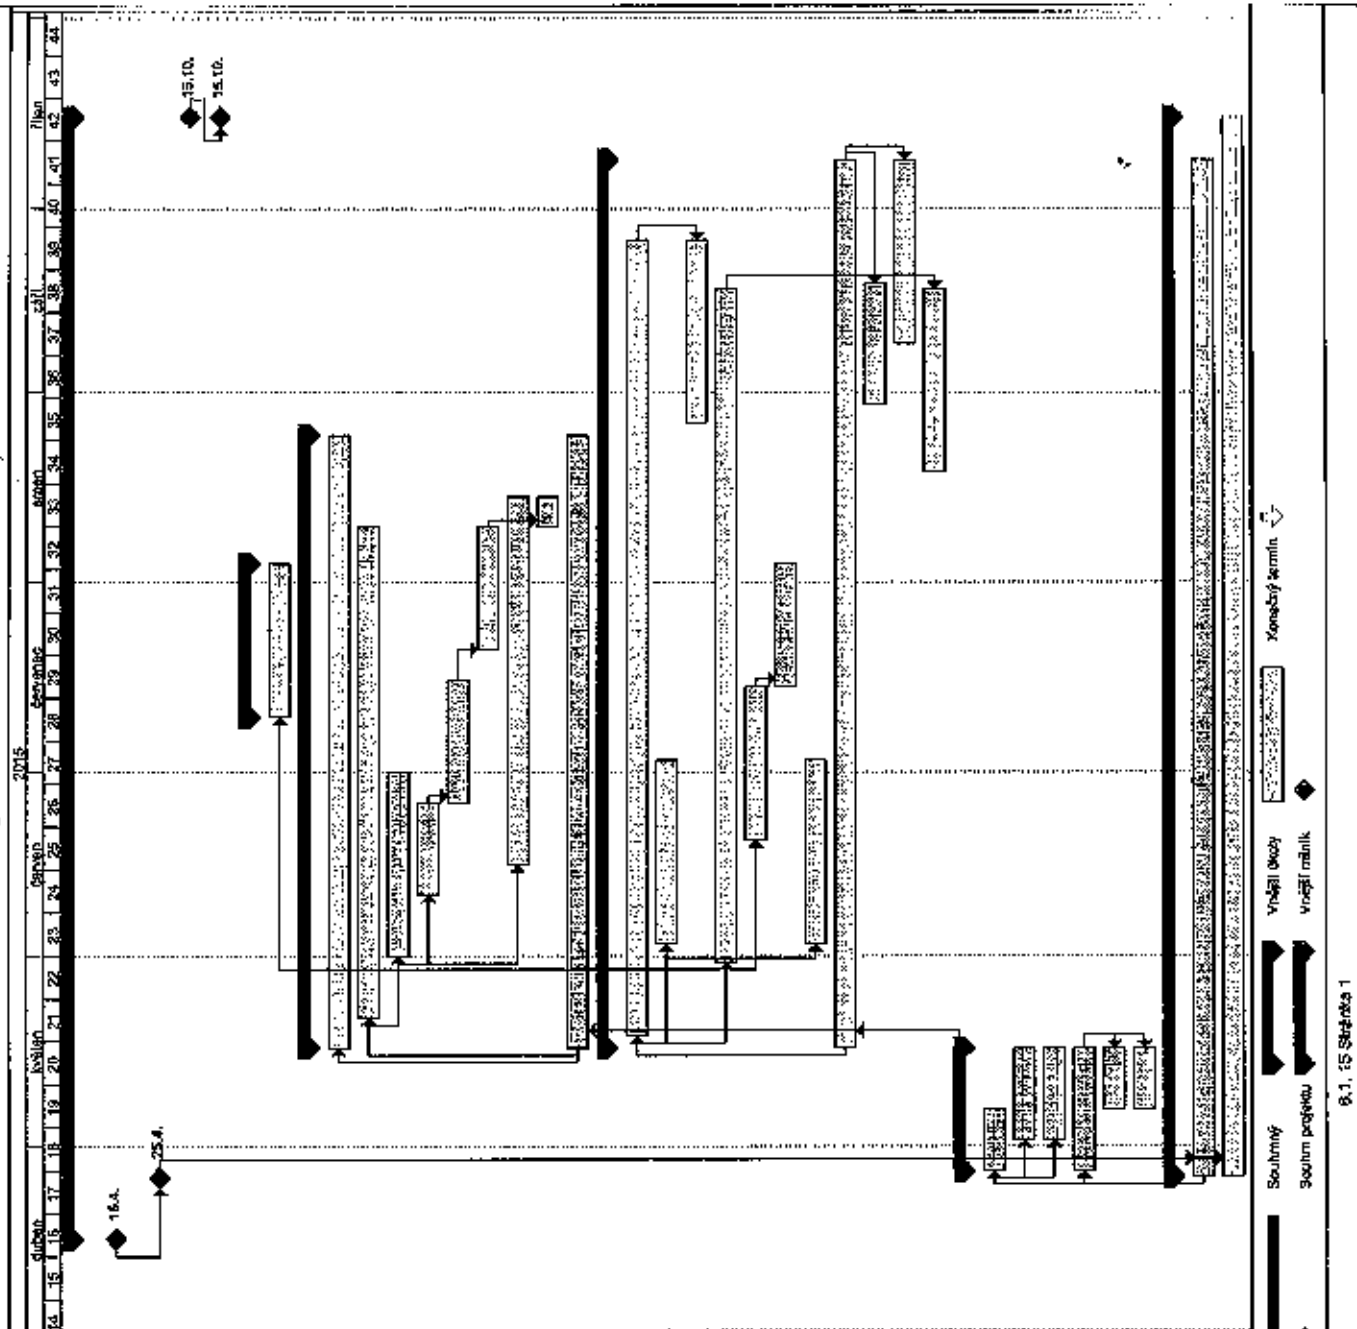 2015
duben květen červen červenec srpen září říjen
15 16 17 18 19 20 21 22 23 24 25 26 27 28 29 30 31 32 33 34 35 36 37 38 39 40 41 42 43 44
16.4.
25.4.
15.10.
15.10.
Souhrnný
Vnější úkoly
Konečný termín
Souhrn projektu
Vnější milník
Stránka 1